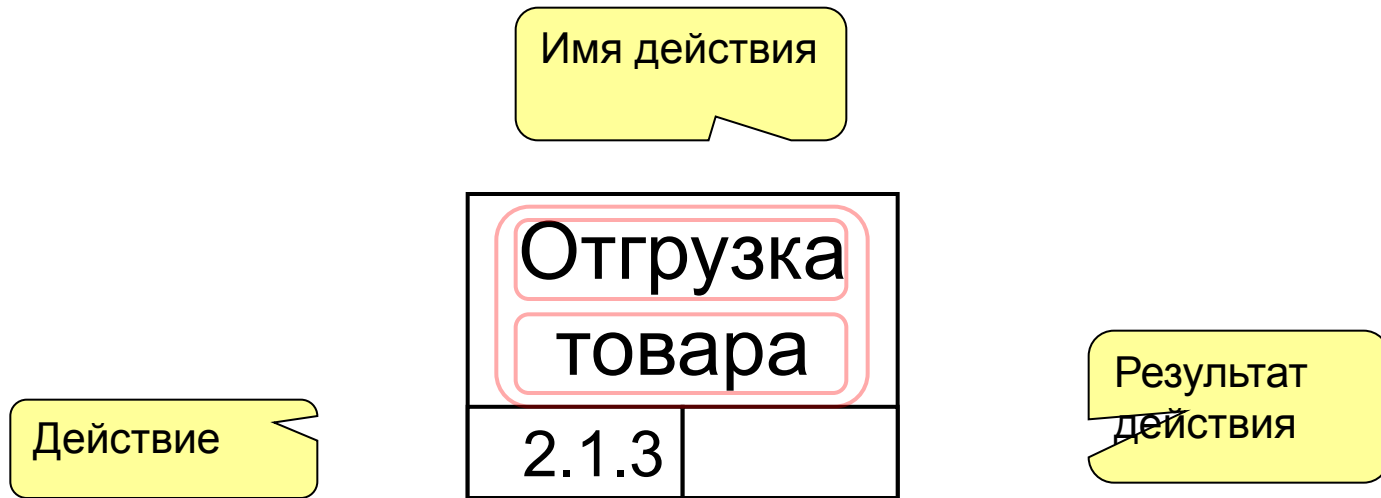 Имя действия
Отгрузка
товара
Результат
действия
Действие
2.1.3